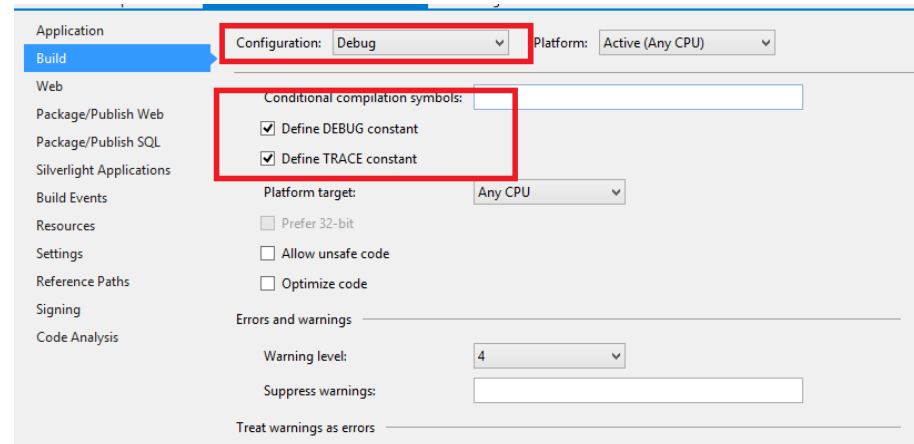 Application
Build
Web
Package/Publish Web
Package/Publish SQL
Silverlight Applications
Build Events
Resources
Settings
Reference Paths
Signing
Code Analysis
Configuration: Debug Platform: Active (Any CPU)
Conditional compilation symbols:
Define DEBUG constant
Define TRACE constant
Platform target: Any CPU
Prefer 32-bit
Allow unsafe code
Optimize code
Errors and warnings
Warning level: 4
Suppress warnings:
Treat warnings as errors